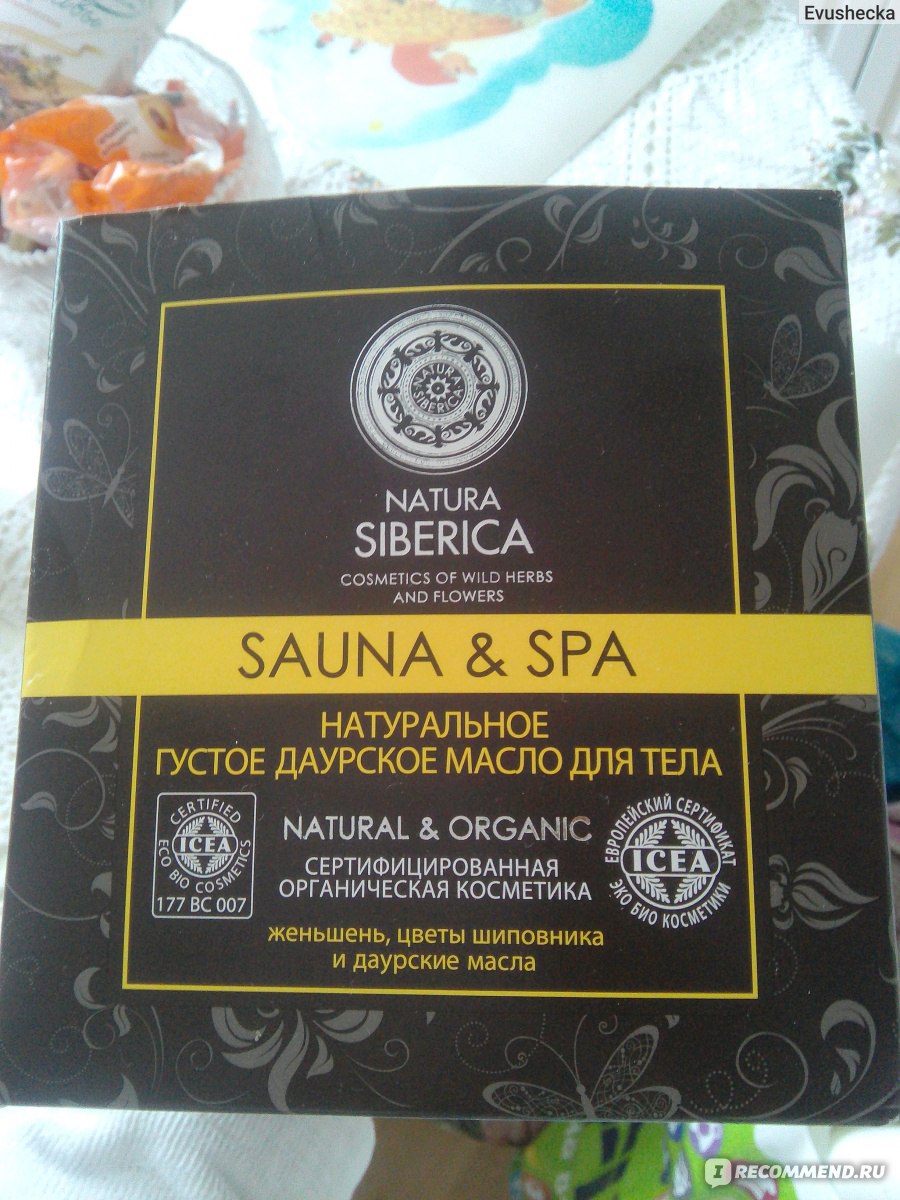 Evushecka
NATURA
SIBERICA
NATURA
SIBERICA
COSMETICS OF WILD HERBS
AND FLOWERS
SAUNA & SPA
НАТУРАЛЬНОЕ
ГУСТОЕ ДАУРСКОЕ МАСЛО ДЛЯ ТЕЛА
CERTIFIED
ICEA
ECO BIO COSMETICS
177 BC 007
NATURAL & ORGANIC
СЕРТИФИЦИРОВАННАЯ
ОРГАНИЧЕСКАЯ КОСМЕТИКА
ЕВРОПЕЙСКИЙ СЕРТИФИКАТ
ICEA
ЭКО БИО КОСМЕТИКИ
женьшень, цветы шиповника
и даурские масла
IRECOMMEND.RU